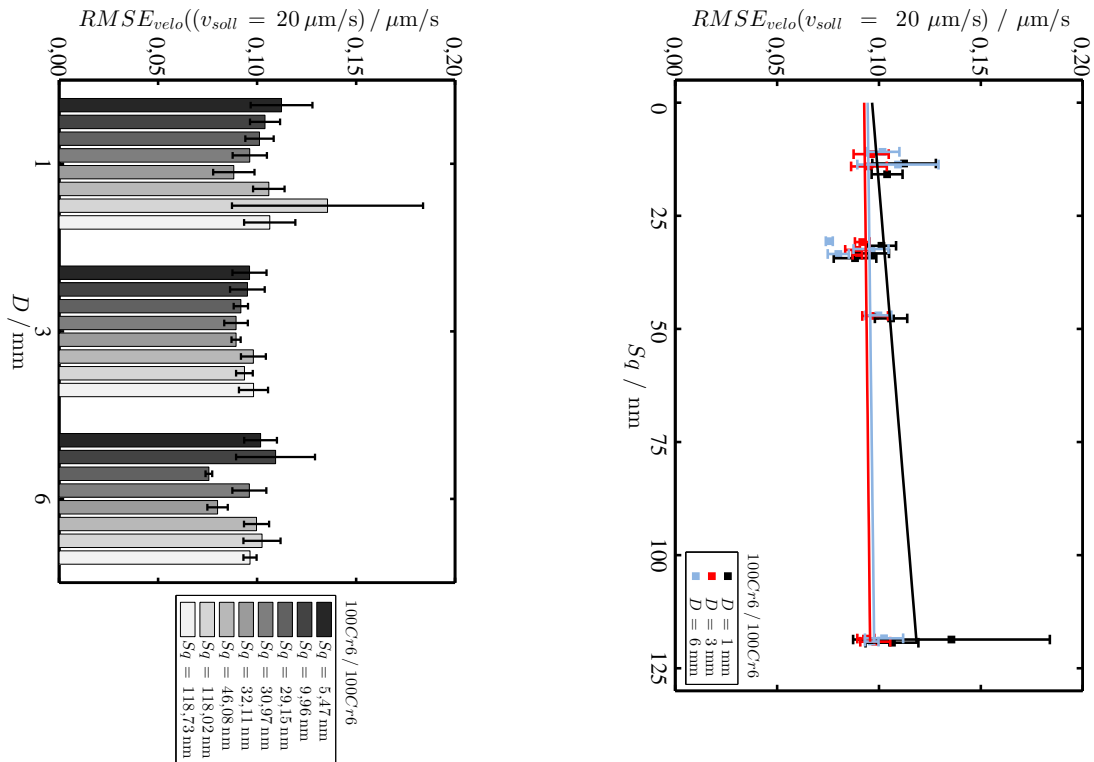 RMSE_velo((v_soll = 20 μm/s) / μm/s
0,00
0,05
0,10
0,15
0,20
1
3
6
D / mm
100Cr6 / 100Cr6
Sq = 5,47 nm
Sq = 9,96 nm
Sq = 29,15 nm
Sq = 30,97 nm
Sq = 32,11 nm
Sq = 46,08 nm
Sq = 118,02 nm
Sq = 118,73 nm
RMSE_velo(v_soll = 20 μm/s) / μm/s
0,00
0,05
0,10
0,15
0,20
0
25
50
75
100
125
Sq / nm
100Cr6 / 100Cr6
D = 1 mm
D = 3 mm
D = 6 mm